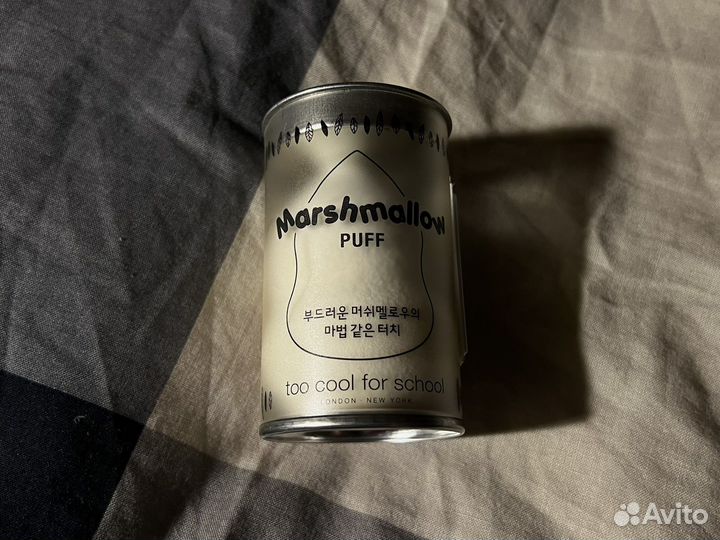 Marshmallow
PUFF
부드러운 머쉬멜로우의
마법 같은 터치
too cool for school
LONDON · NEW YORK
Avito